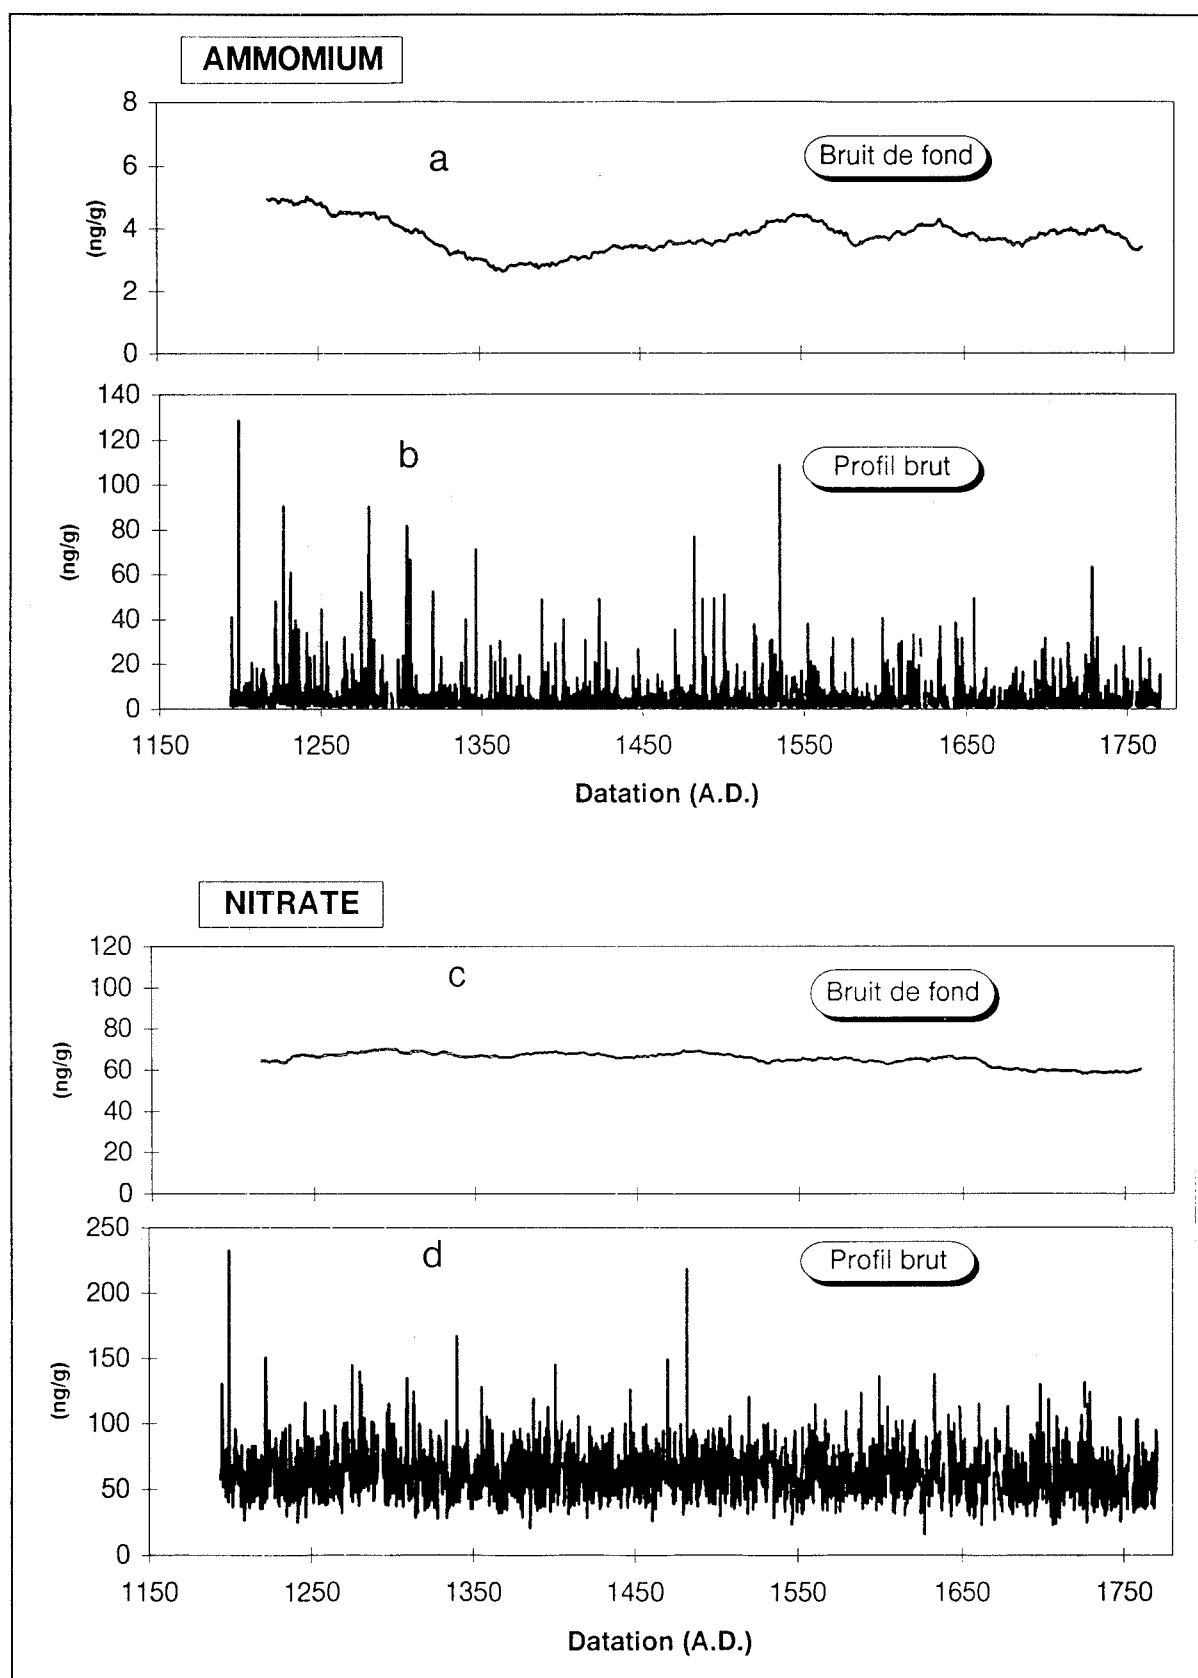 AMMOMIUM
8
6
4
2
0
(ng/g)
a
Bruit de fond
140
120
100
80
60
40
20
0
(ng/g)
b
Profil brut
1150 1250 1350 1450 1550 1650 1750
Datation (A.D.)
NITRATE
120
100
80
60
40
20
0
(ng/g)
c
Bruit de fond
250
200
150
100
50
0
(ng/g)
d
Profil brut
1150 1250 1350 1450 1550 1650 1750
Datation (A.D.)